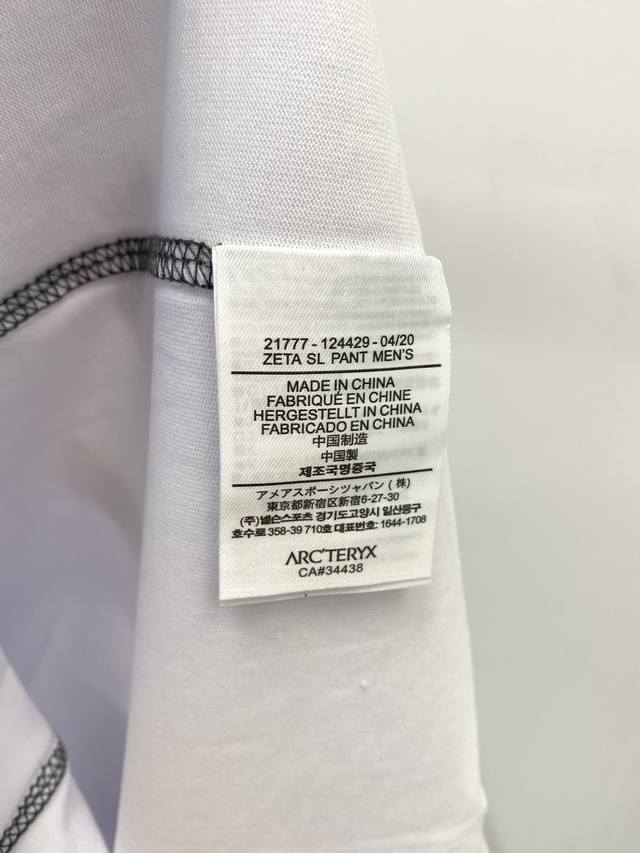 21777 - 124429 - 04/20
ZETA SL PANT MEN'S
MADE IN CHINA
FABRIQUÉ EN CHINE
HERGESTELLT IN CHINA
FABRICADO EN CHINA
中国制造
中国製
제조국명중국
アメアスポーシツャバン (株)
東京都新宿区新宿6-27-30
(주)넬슨스포츠 경기도고양시 일산동구
호수로 358-39 710호 대표번호: 1644-1708
ARC'TERYX
CA#34438